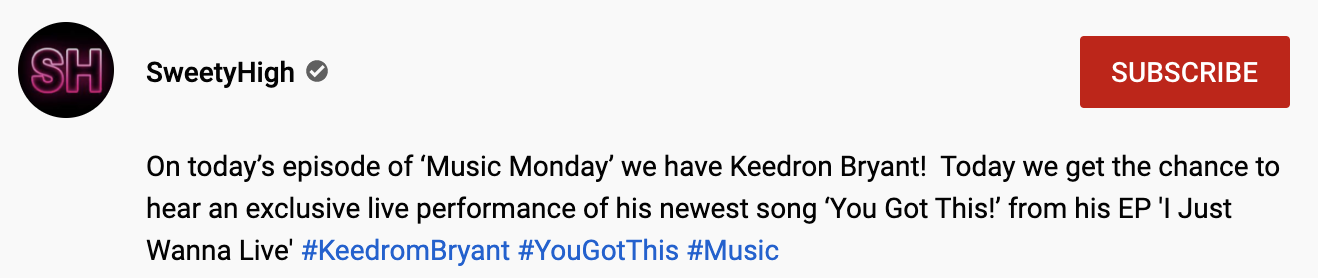 SH
SweetyHigh
SUBSCRIBE
On today’s episode of ‘Music Monday’ we have Keedron Bryant!  Today we get the chance to
hear an exclusive live performance of his newest song ‘You Got This!’ from his EP 'I Just
Wanna Live' #KeedromBryant #YouGotThis #Music